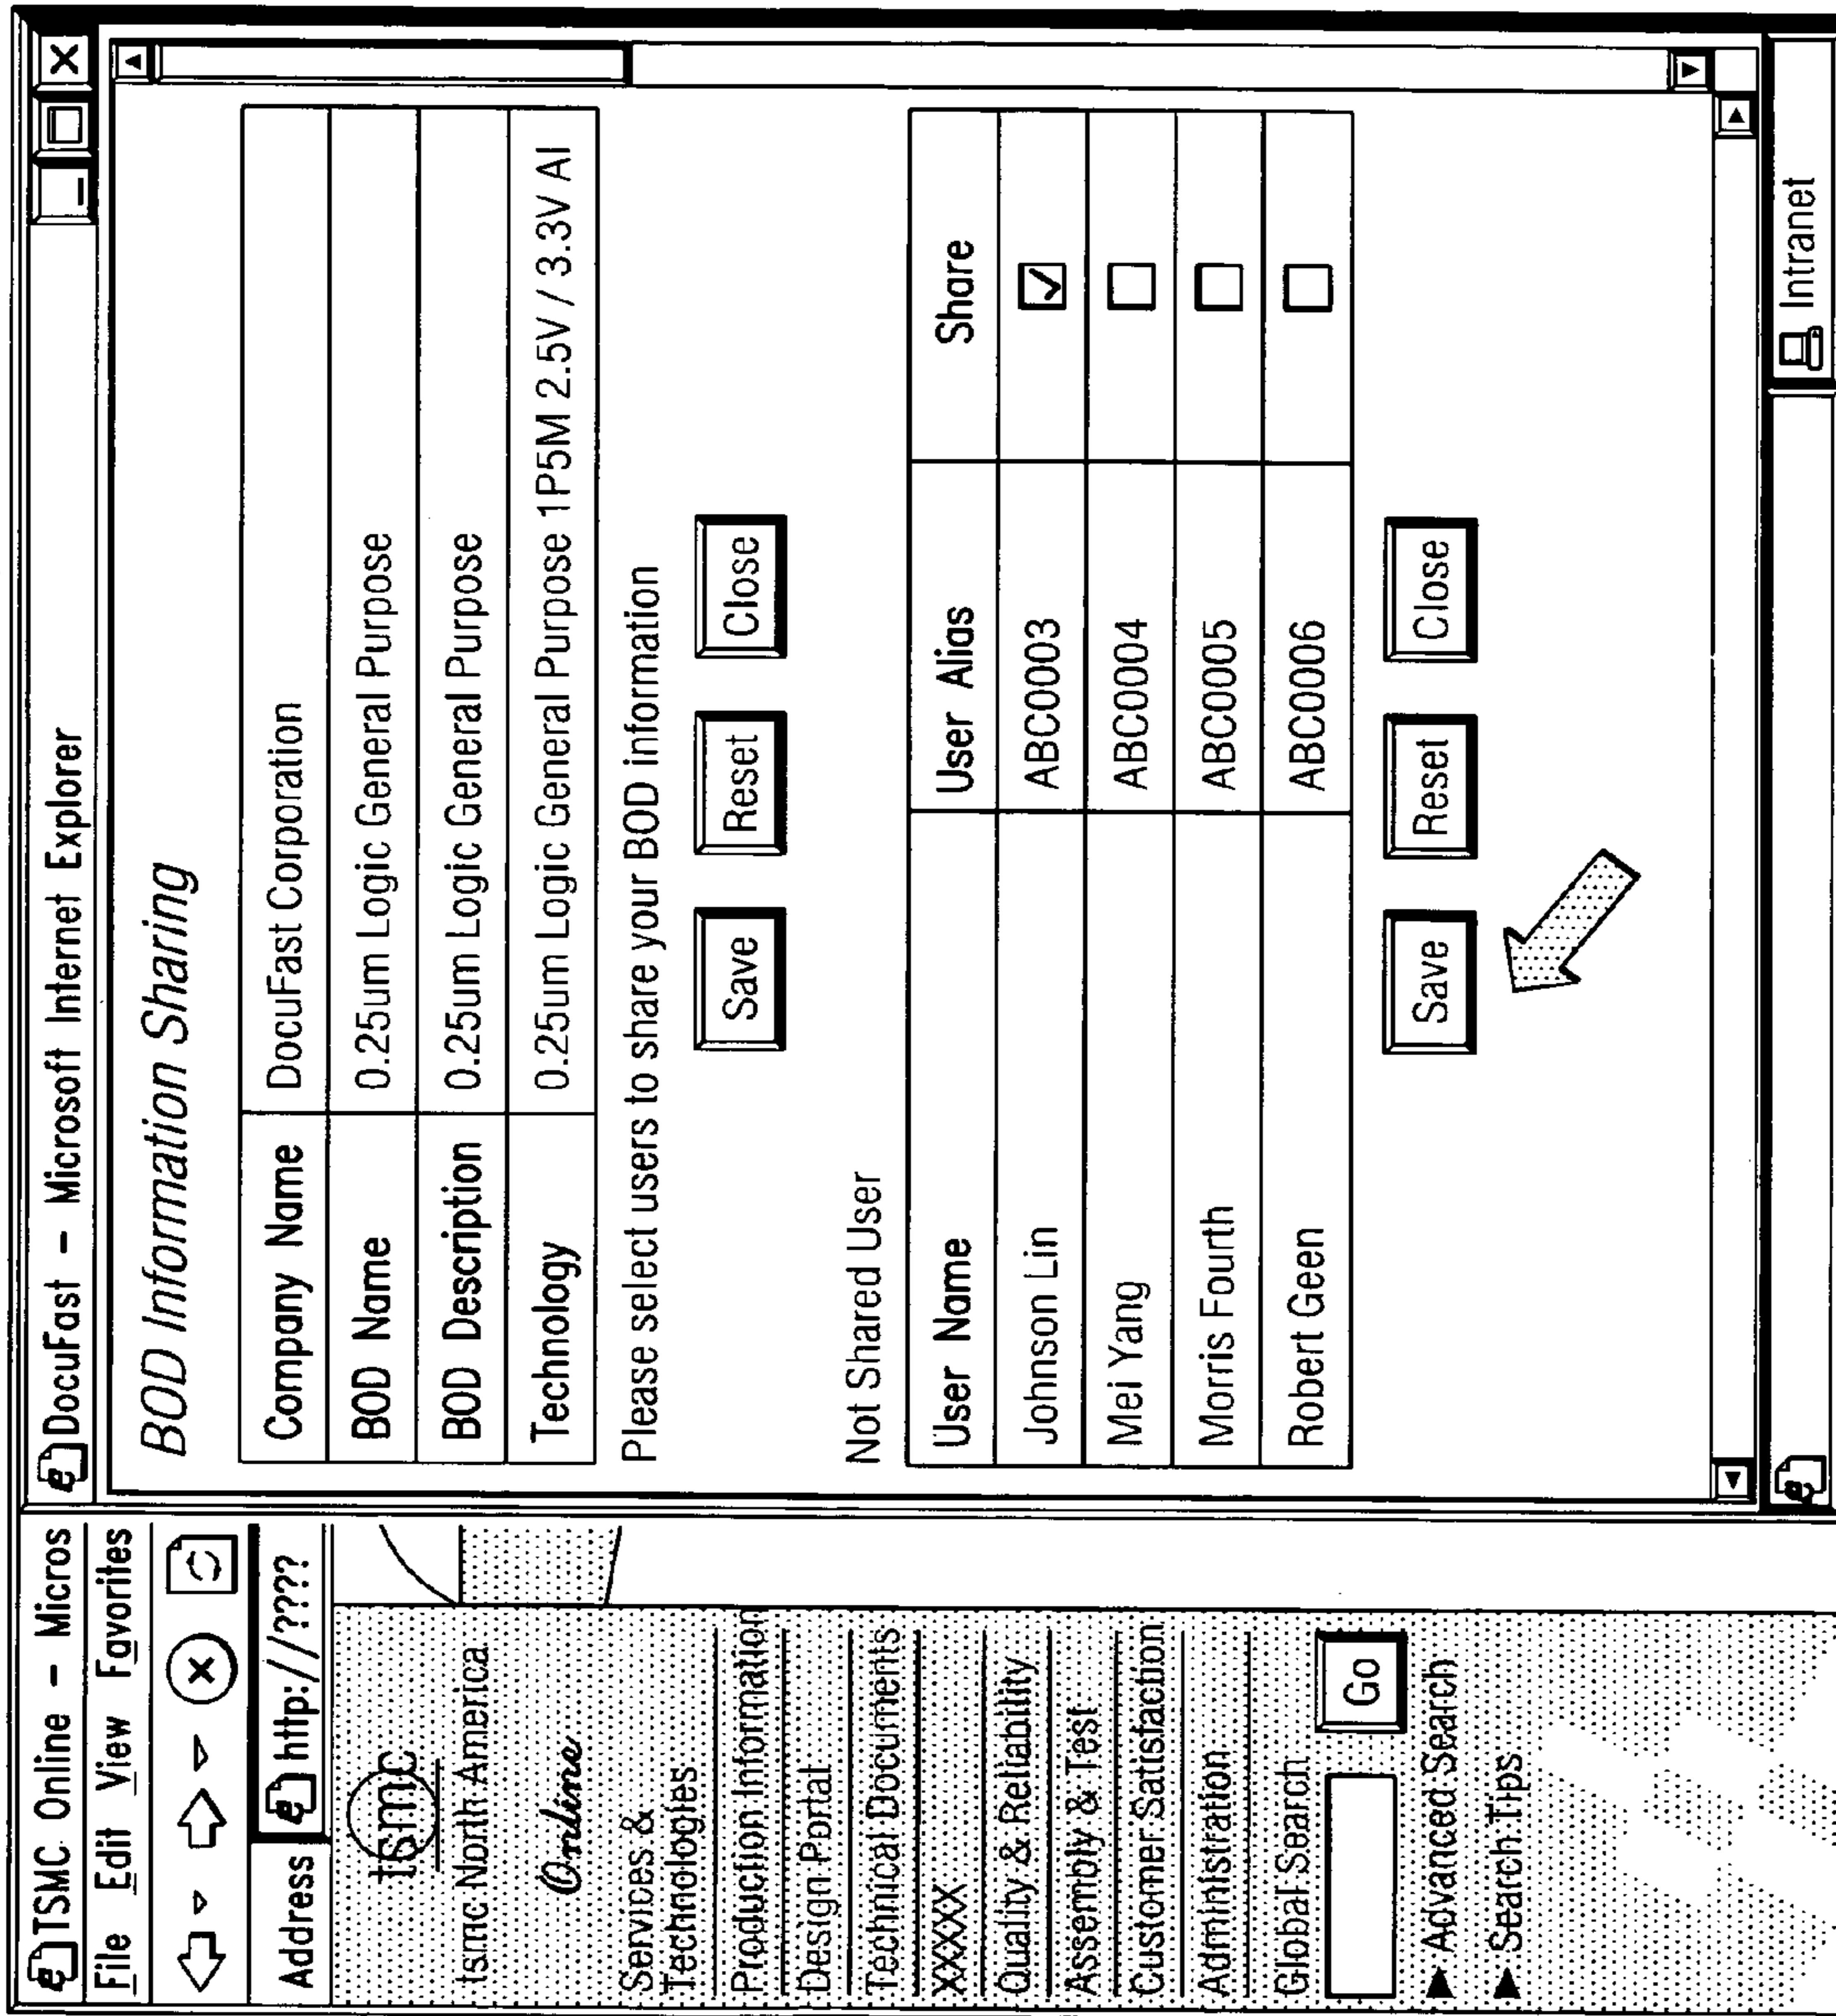 TSMC Online - Micros
File Edit View Favorites
Address http://????
tsmc
tsmc North America
Online
Services &
Technologies
Production Information
Design Portal
Technical Documents
XXXXX
Quality & Reliability
Assembly & Test
Customer Satistaction
Administration
Global Search
Go
Advanced Search
Search Tips
DocuFast - Microsoft Internet Explorer
BOD Information Sharing
Company Name DocuFast Corporation
BOD Name 0.25um Logic General Purpose
BOD Description 0.25um Logic General Purpose
Technology 0.25um Logic General Purpose 1P5M 2.5V / 3.3V Al
Please select users to share your BOD information
Save Reset Close
Not Shared User
User Name User Alias Share
Johnson Lin ABC0003
Mei Yang ABC0004
Morris Fourth ABC0005
Robert Geen ABC0006
Save Reset Close
Intranet